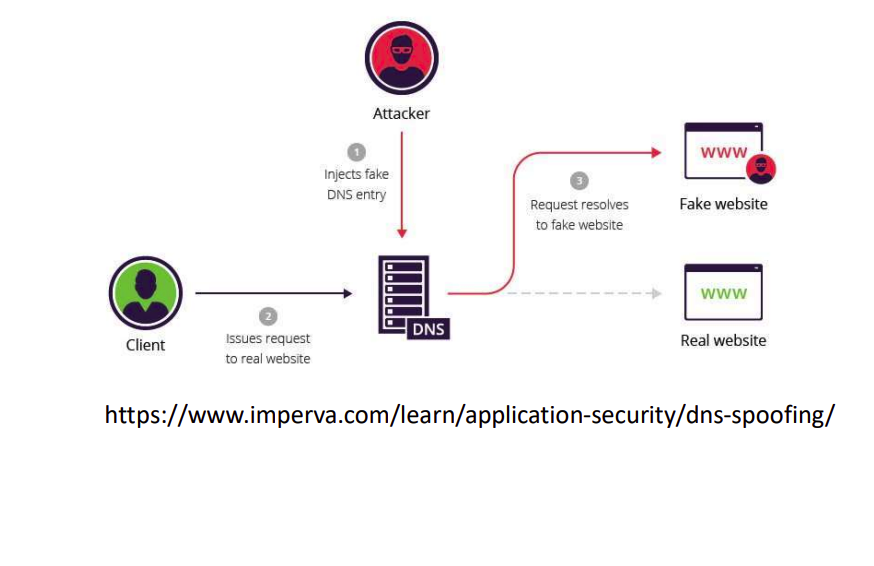 Attacker
1
Injects fake
DNS entry
3
Request resolves
to fake website
www
Fake website
Client
2
Issues request
to real website
DNS
www
Real website
https://www.imperva.com/learn/application-security/dns-spoofing/